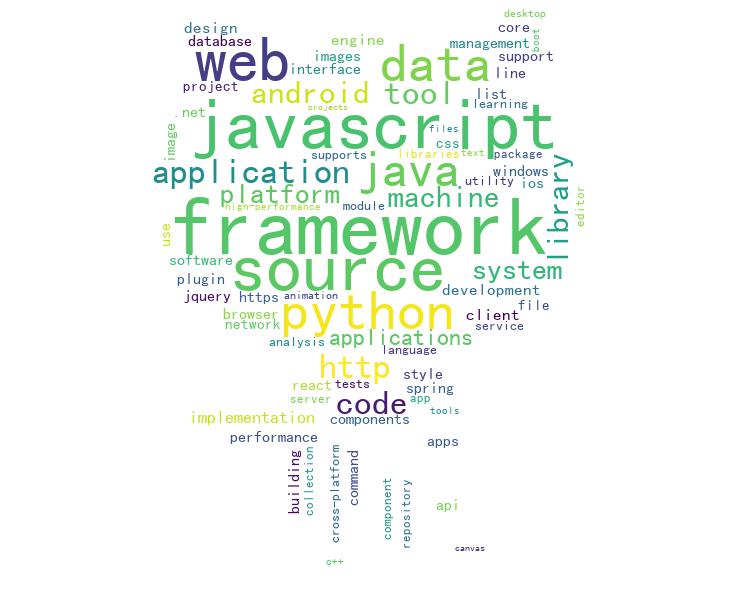 desktop
design
core
boot
database
engine
management
web
images
data
support
interface
line
project
android
tool
list
projects
learning
.net
javascript
image
files
css
supports
libraries
text
package
application
java
windows
library
platform
machine
utility
ios
high-performance
module
editor
use
framework
software
source
system
plugin
development
jquery
https
animation
python
file
browser
client
network
service
analysis
applications
language
http
style
react
tests
spring
server
code
app
tools
implementation
components
performance
apps
building
collection
cross-platform
command
component
repository
api
canvas
c++